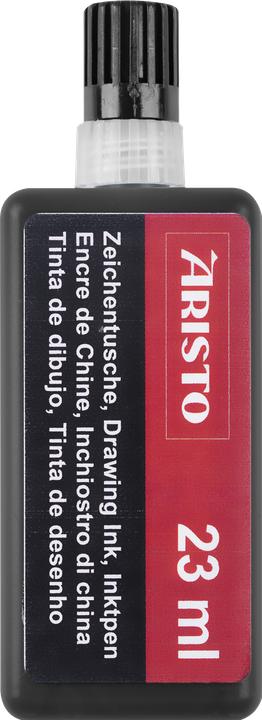 ARISTO
23 ml
Zeichentusche, Drawing Ink, Inktpen
Encre de Chine, Inchiostro di china
Tinta de dibujo, Tinta de desenho